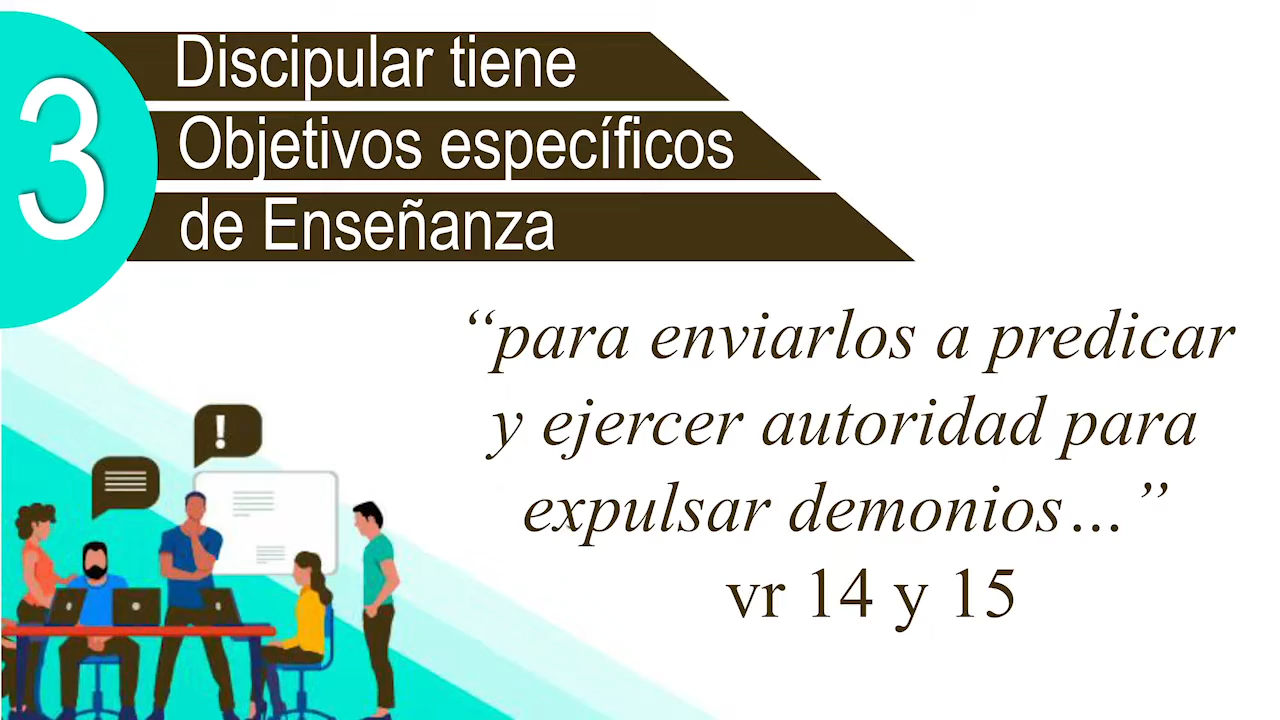 3
Discipular tiene
Objetivos específicos
de Enseñanza
“para enviarlos a predicar
y ejercer autoridad para
expulsar demonios…”
vr 14 y 15
!